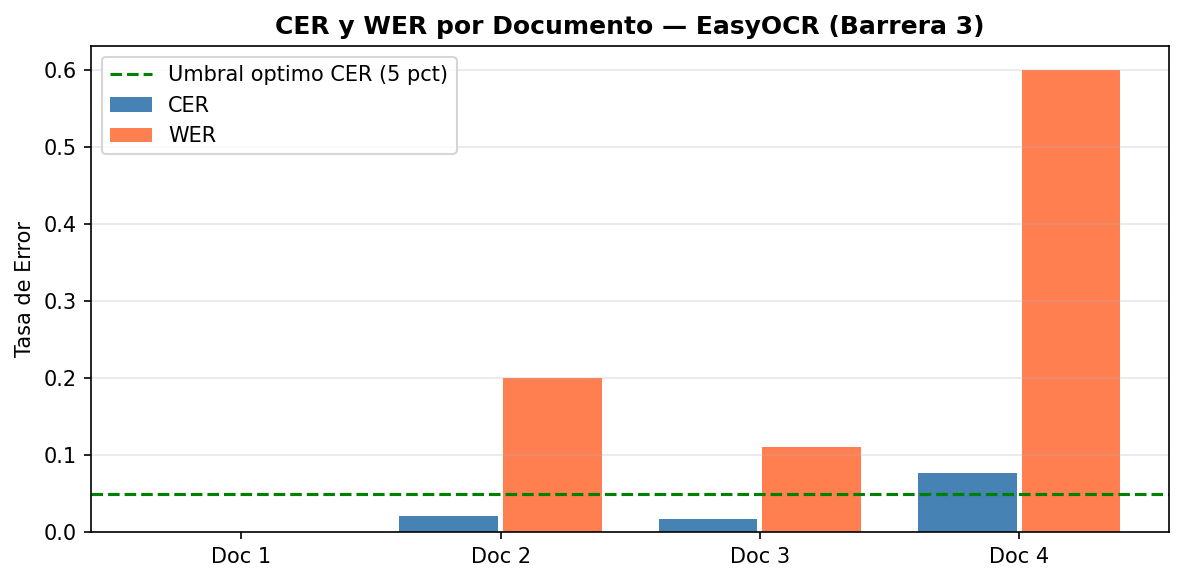 CER y WER por Documento — EasyOCR (Barrera 3)
Umbral optimo CER (5 pct)
CER
WER
Tasa de Error
0.6
0.5
0.4
0.3
0.2
0.1
0.0
Doc 1
Doc 2
Doc 3
Doc 4